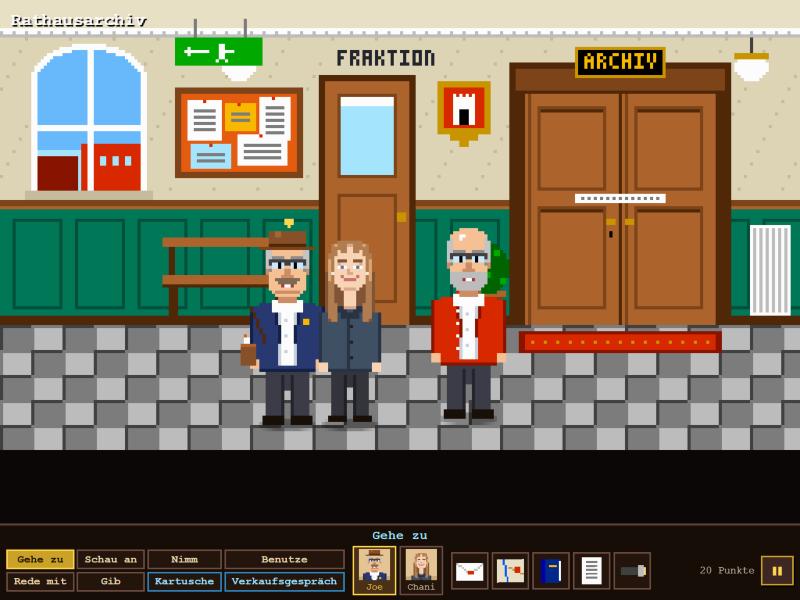 Rathausarchiv
FRAKTION
ARCHIV
Gehe zu
Gehe zu
Schau an
Nimm
Benutze
Rede mit
Gib
Kartusche
Verkaufsgespräch
Joe
Chani
20 Punkte